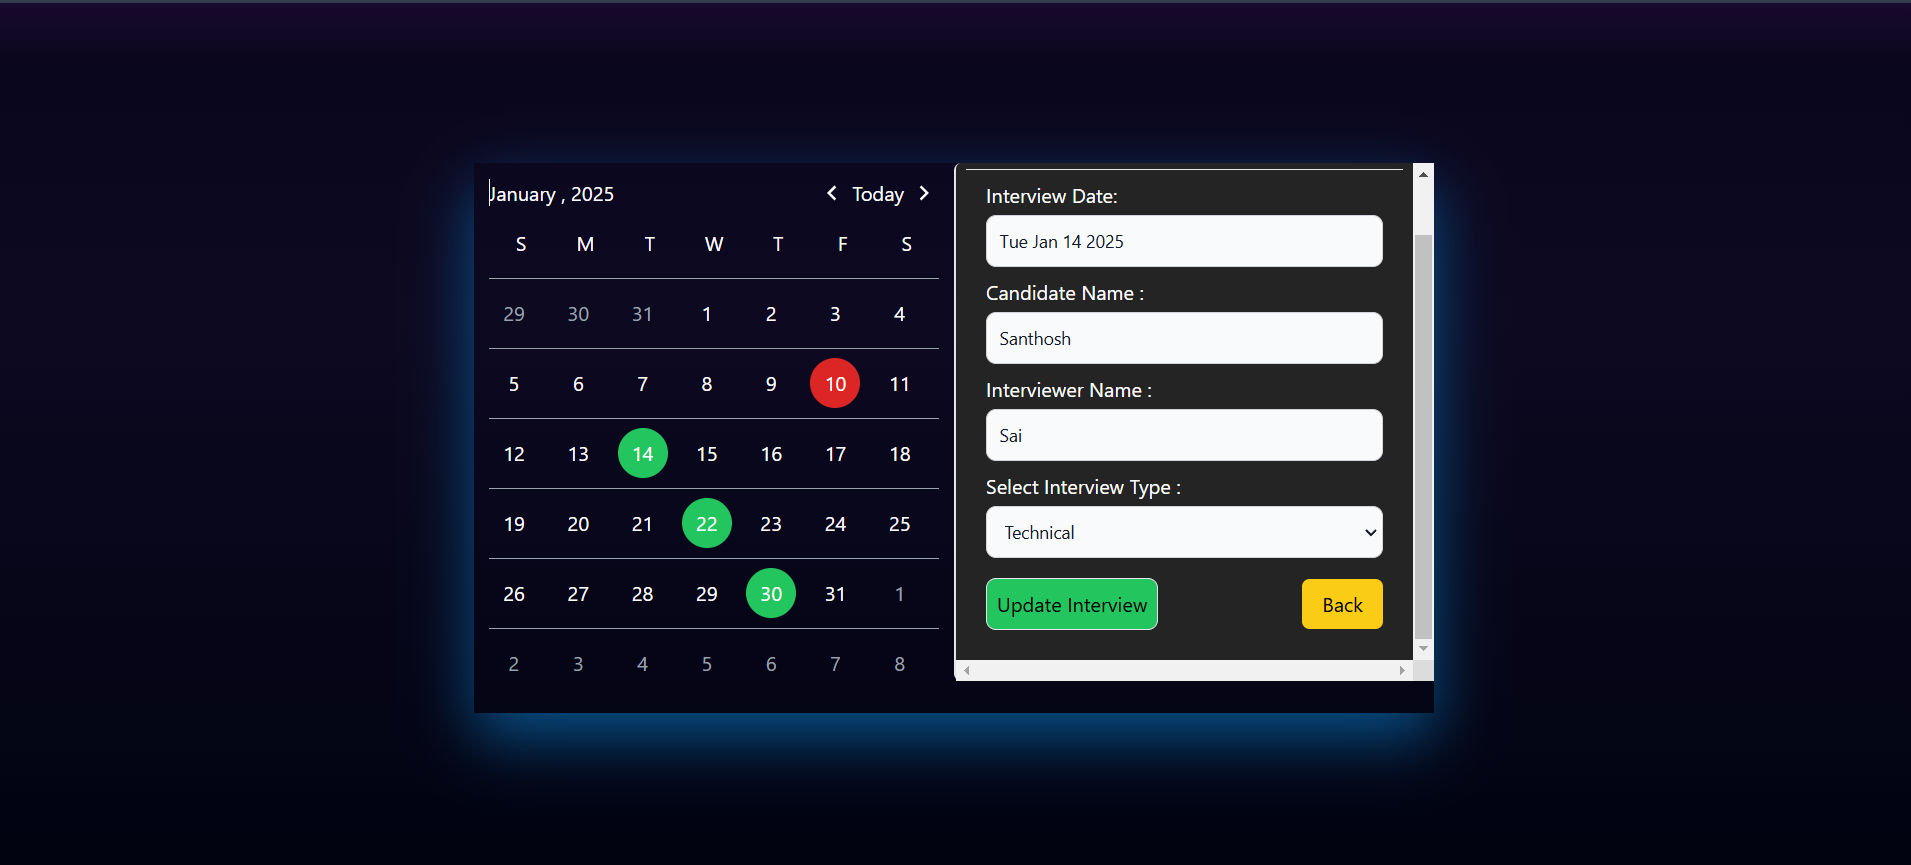 January , 2025 Today
S M T W T F S
29 30 31 1 2 3 4
5 6 7 8 9 10 11
12 13 14 15 16 17 18
19 20 21 22 23 24 25
26 27 28 29 30 31 1
2 3 4 5 6 7 8
Interview Date:
Tue Jan 14 2025
Candidate Name :
Santhosh
Interviewer Name :
Sai
Select Interview Type :
Technical
Update Interview Back